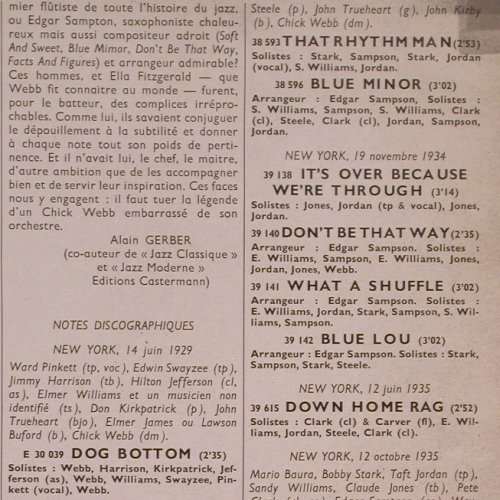 mier flûtiste de toute l'histoire du jazz,
ou Edgar Sampton, saxophoniste chaleu-
reux mais aussi compositeur adroit (Soft
And Sweet, Blue Mimor, Don't Be That Way,
Facts And Figures) et arrangeur admirable?
Ces hommes, et Ella Fitzgerald — que
Webb fit connaitre au monde — furent,
pour le batteur, des complices irrépro-
chables. Comme lui, ils savaient conjuguer
le dépouillement à la subtilité et donner
à chaque note tout son poids de perti-
nence. Et il n'avait lui, le chef, le maitre,
d'autre ambition que de les accompagner
bien et de servir leur inspiration. Ces faces
nous y engagent : il faut tuer la légende
d'un Chick Webb embarrassé de son
orchestre.
Alain GERBER
(co-auteur de « Jazz Classique »
et « Jazz Moderne »
Editions Castermann)
NOTES DISCOGRAPHIQUES
NEW YORK, 14 juin 1929
Ward Pinkett (tp, voc), Edwin Swayzee (tp),
Jimmy Harrison (tb), Hilton Jefferson (cl,
as), Elmer Williams et un musicien non
identifié (ts), Don Kirkpatrick (p), John
Trueheart (bjo), Elmer James ou Lawson
Buford (b), Chick Webb (dm).
E 30 039 DOG BOTTOM (2'35)
Solistes : Webb, Harrison, Kirkpatrick, Jef-
ferson (as), Webb, Williams, Swayzee, Pin-
kett (vocal), Webb.
Steele (p), John Trueheart (g), John Kirby
(b), Chick Webb (dm).
38 593 THAT RHYTHM MAN (2'53)
Solistes : Stark, Sampson, Stark, Jordan
(vocal), S. Williams, Jordan.
38 596 BLUE MINOR (3'02)
Arrangeur : Edgar Sampson, Solistes :
S. Williams, Sampson, S. Williams, Clark
(cl), Steele, Clark (cl), Jordan, Sampson,
Jordan.
NEW YORK, 19 novembre 1934
39 138 IT'S OVER BECAUSE
WE'RE THROUGH (3'14)
Solistes : Jones, Jordan (tp & vocal), Jones,
Jordan.
39 140 DON'T BE THAT WAY (2'35)
Arrangeur : Edgar Sampson. Solistes :
E. Williams, Sampson, E. Williams, Jones,
Jordan, Jones, Webb.
39 141 WHAT A SHUFFLE (3'02)
Arrangeur : Edgar Sampson. Solistes :
E. Williams, Jordan, Stark, Sampson, S. Wil-
liams, Sampson.
39 142 BLUE LOU (3'02)
Arrangeur : Edgar Sampson. Solistes : Stark,
Sampson, Stark, Steele.
NEW YORK, 12 juin 1935
39 615 DOWN HOME RAG (2'52)
Solistes : Clark (cl) & Carver (fl), E. Wil-
liams, Jordan, Steele, Clark (cl).
NEW YORK, 12 octobre 1935
Mario Baura, Bobby Stark, Taft Jordan (tp),
Sandy Williams, Claude Jones (tb), Pete